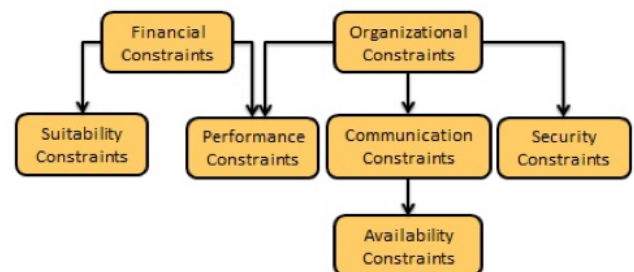 Financial
Constraints
Organizational
Constraints
Suitability
Constraints
Performance
Constraints
Communication
Constraints
Security
Constraints
Availability
Constraints